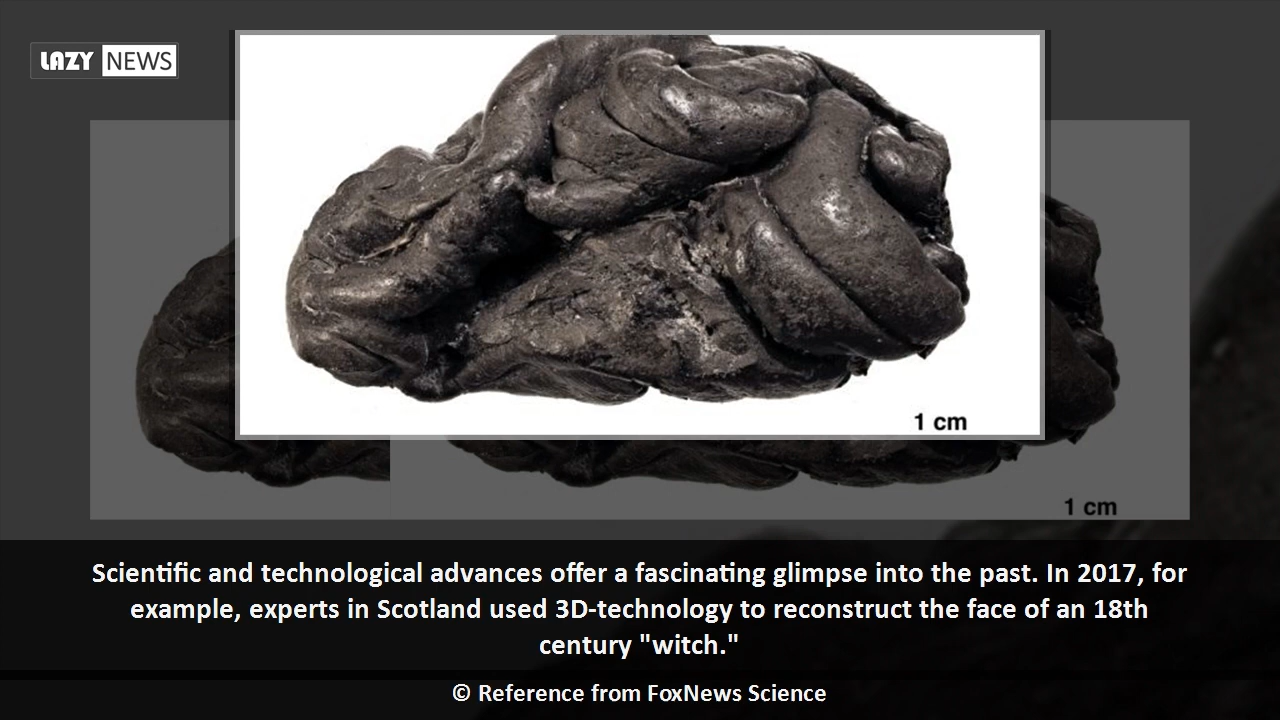 LAZY NEWS
1 cm
1 cm
Scientific and technological advances offer a fascinating glimpse into the past. In 2017, for
example, experts in Scotland used 3D-technology to reconstruct the face of an 18th
century "witch."
© Reference from FoxNews Science